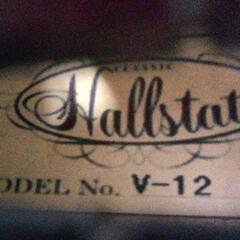 CLASSIC
Hallstat
ODEL No. V-12